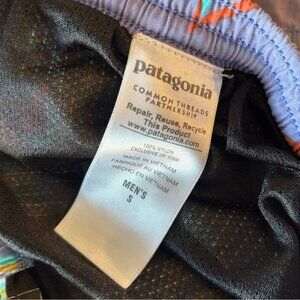 patagonia
COMMON THREADS
PARTNERSHIP
Repair, Reuse, Recycle
This Product
www.patagonia.com
100% NYLON
EXCLUSIVE OF TRIM
MADE IN VIETNAM
FABRIQUÉ AU VIETNAM
HECHO EN VIETNAM
MEN'S
S